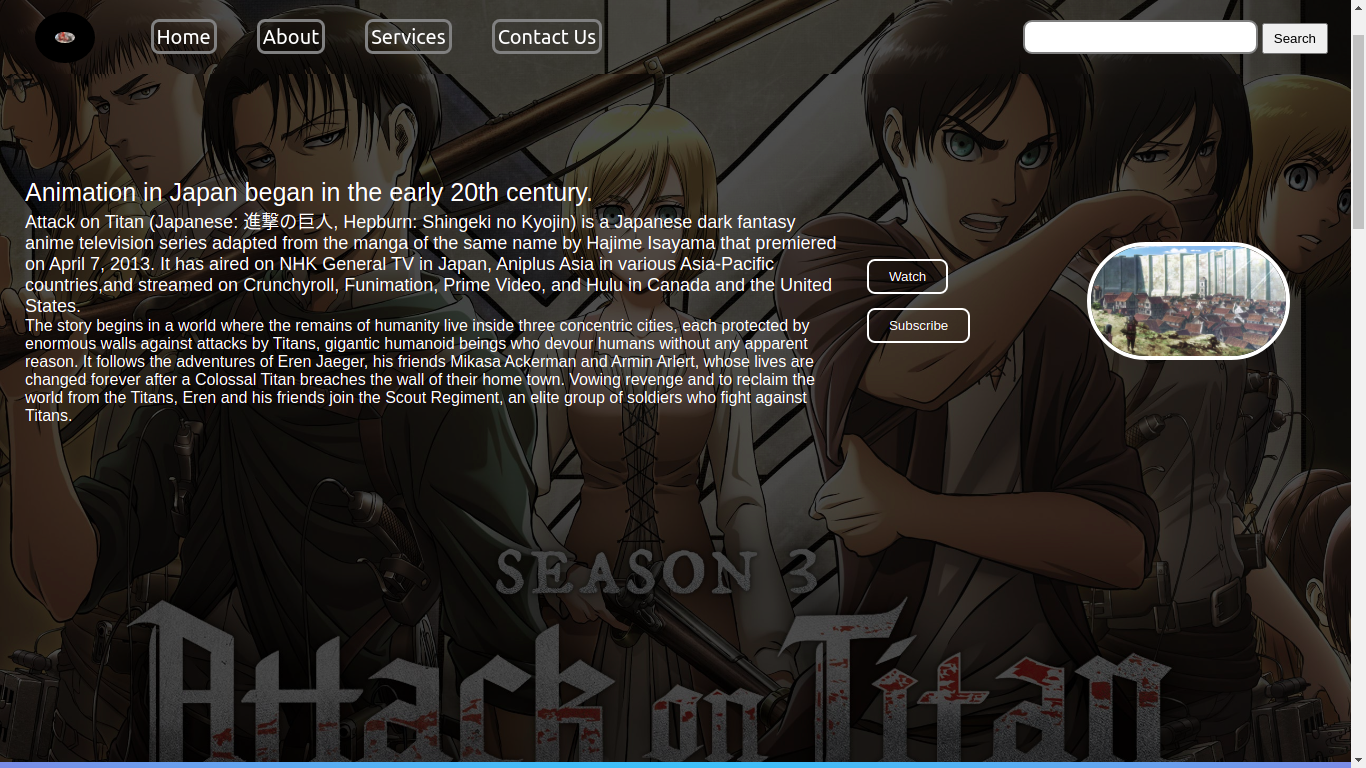 Home
About
Services
Contact Us
Search
Animation in Japan began in the early 20th century.
Attack on Titan (Japanese: 進撃の巨人, Hepburn: Shingeki no Kyojin) is a Japanese dark fantasy
anime television series adapted from the manga of the same name by Hajime Isayama that premiered
on April 7, 2013. It has aired on NHK General TV in Japan, Aniplus Asia in various Asia-Pacific
countries,and streamed on Crunchyroll, Funimation, Prime Video, and Hulu in Canada and the United
States.
The story begins in a world where the remains of humanity live inside three concentric cities, each protected by
enormous walls against attacks by Titans, gigantic humanoid beings who devour humans without any apparent
reason. It follows the adventures of Eren Jaeger, his friends Mikasa Ackerman and Armin Arlert, whose lives are
changed forever after a Colossal Titan breaches the wall of their home town. Vowing revenge and to reclaim the
world from the Titans, Eren and his friends join the Scout Regiment, an elite group of soldiers who fight against
Titans.
Watch
Subscribe
SEASON 3
Attack on Titan